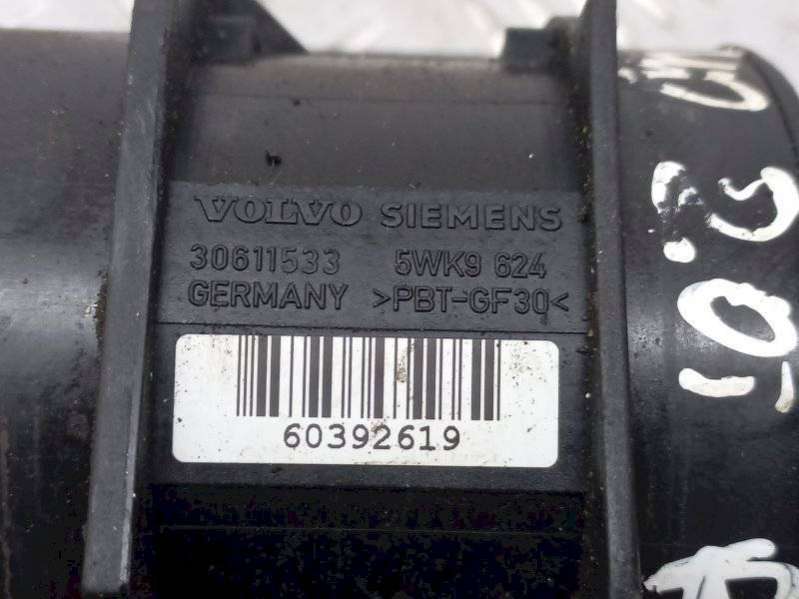 VOLVO SIEMENS
30611533 5WK9 624
GERMANY >PBT-GF30<
60392619